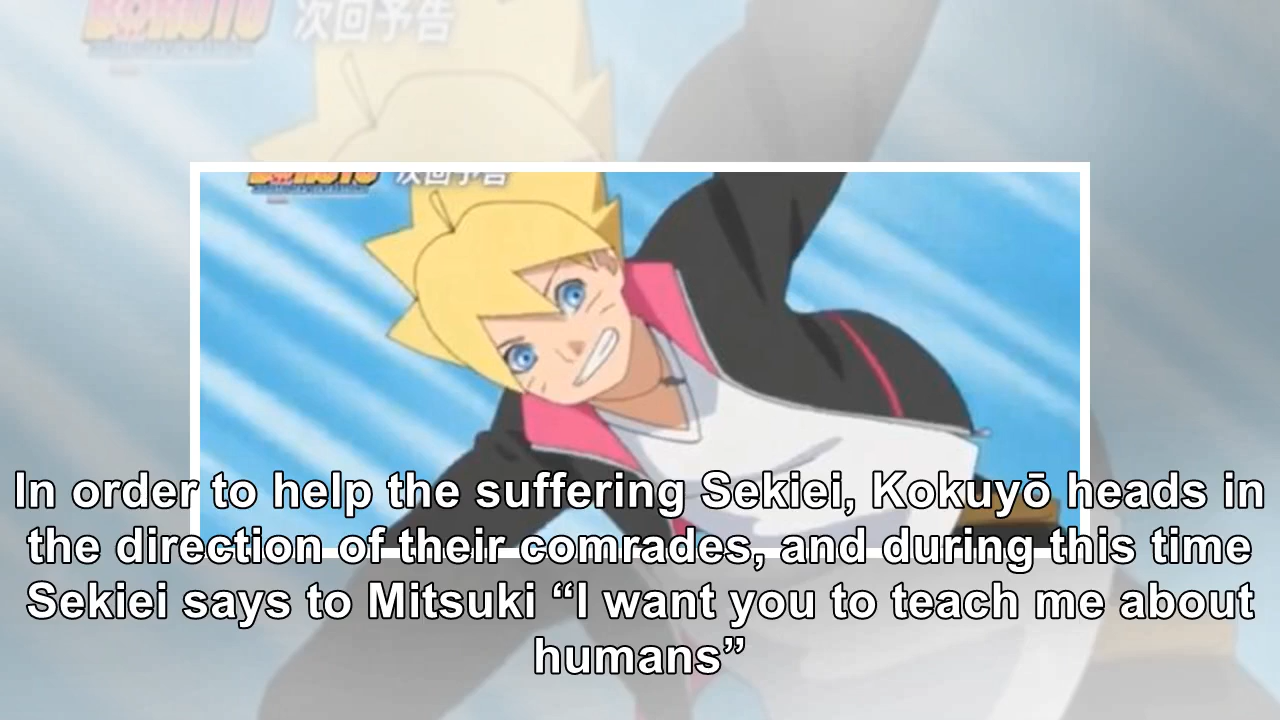 BORUTO 次回予告
BORUTO 次回予告
In order to help the suffering Sekiei, Kokuyō heads in
the direction of their comrades, and during this time
Sekiei says to Mitsuki “I want you to teach me about
humans”